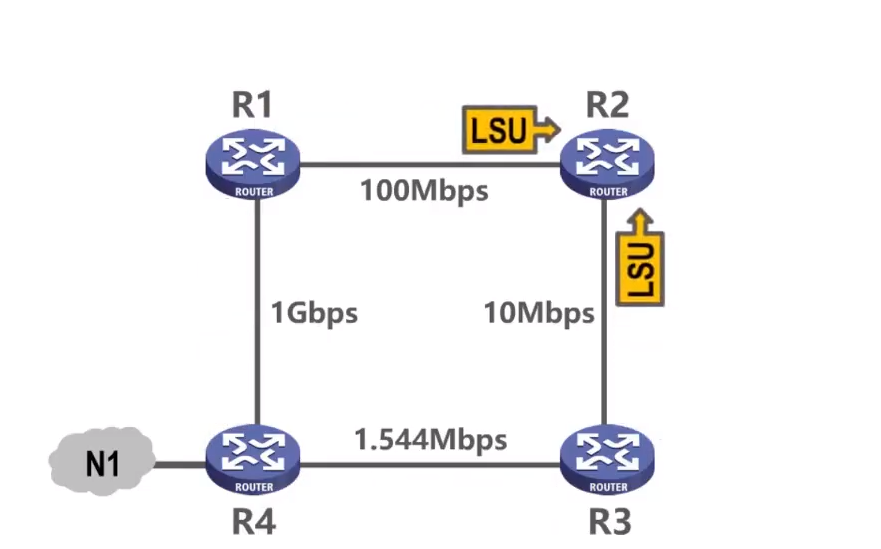 R1
R2
LSU
ROUTER
ROUTER
100Mbps
LSU
1Gbps
10Mbps
1.544Mbps
N1
ROUTER
ROUTER
R4
R3